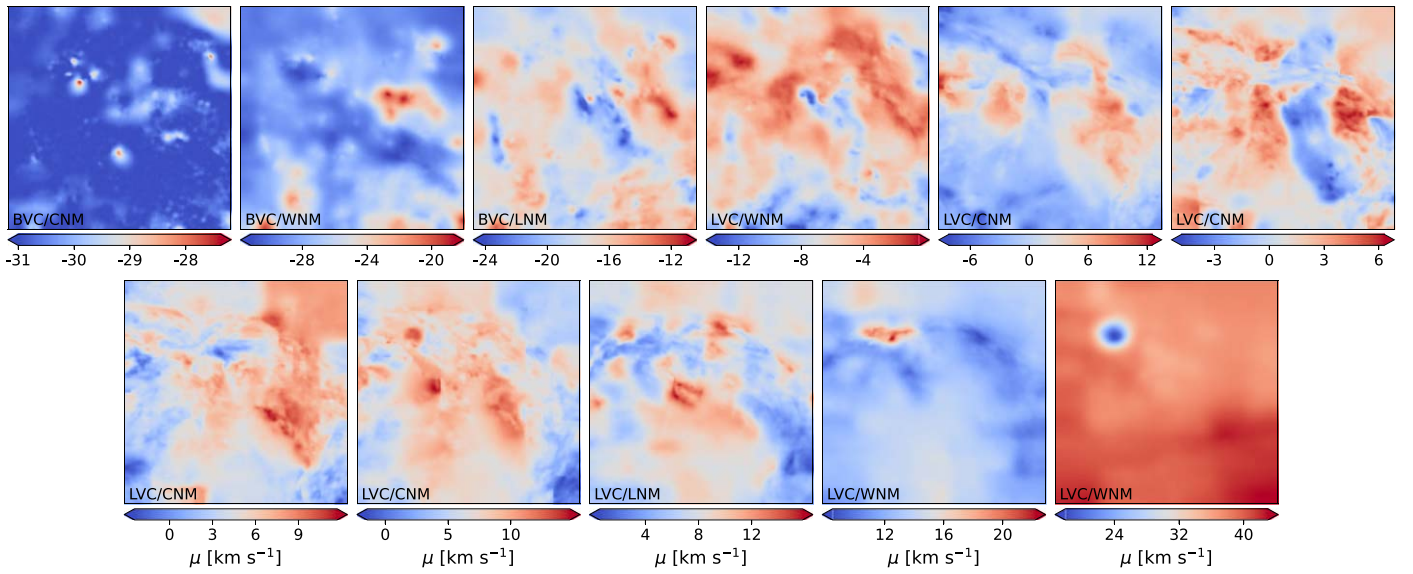 BVC/CNM BVC/WNM BVC/LNM LVC/WNM LVC/CNM LVC/CNM
-31 -30 -29 -28 -28 -24 -20 -24 -20 -16 -12 -12 -8 -4 -6 0 6 12 -3 0 3 6
LVC/CNM LVC/CNM LVC/LNM LVC/WNM LVC/WNM
0 3 6 9 0 5 10 4 8 12 12 16 20 24 32 40
μ [km s⁻¹] μ [km s⁻¹] μ [km s⁻¹] μ [km s⁻¹] μ [km s⁻¹]